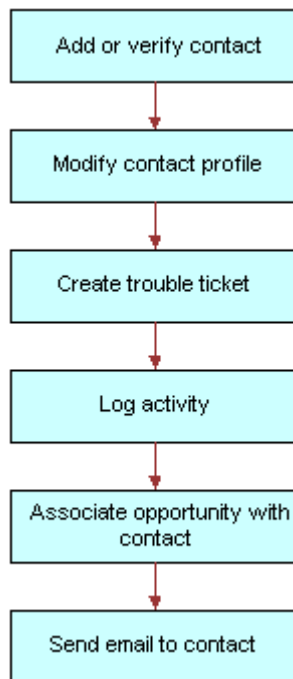 Add or verify contact
Modify contact profile
Create trouble ticket
Log activity
Associate opportunity with
contact
Send email to contact